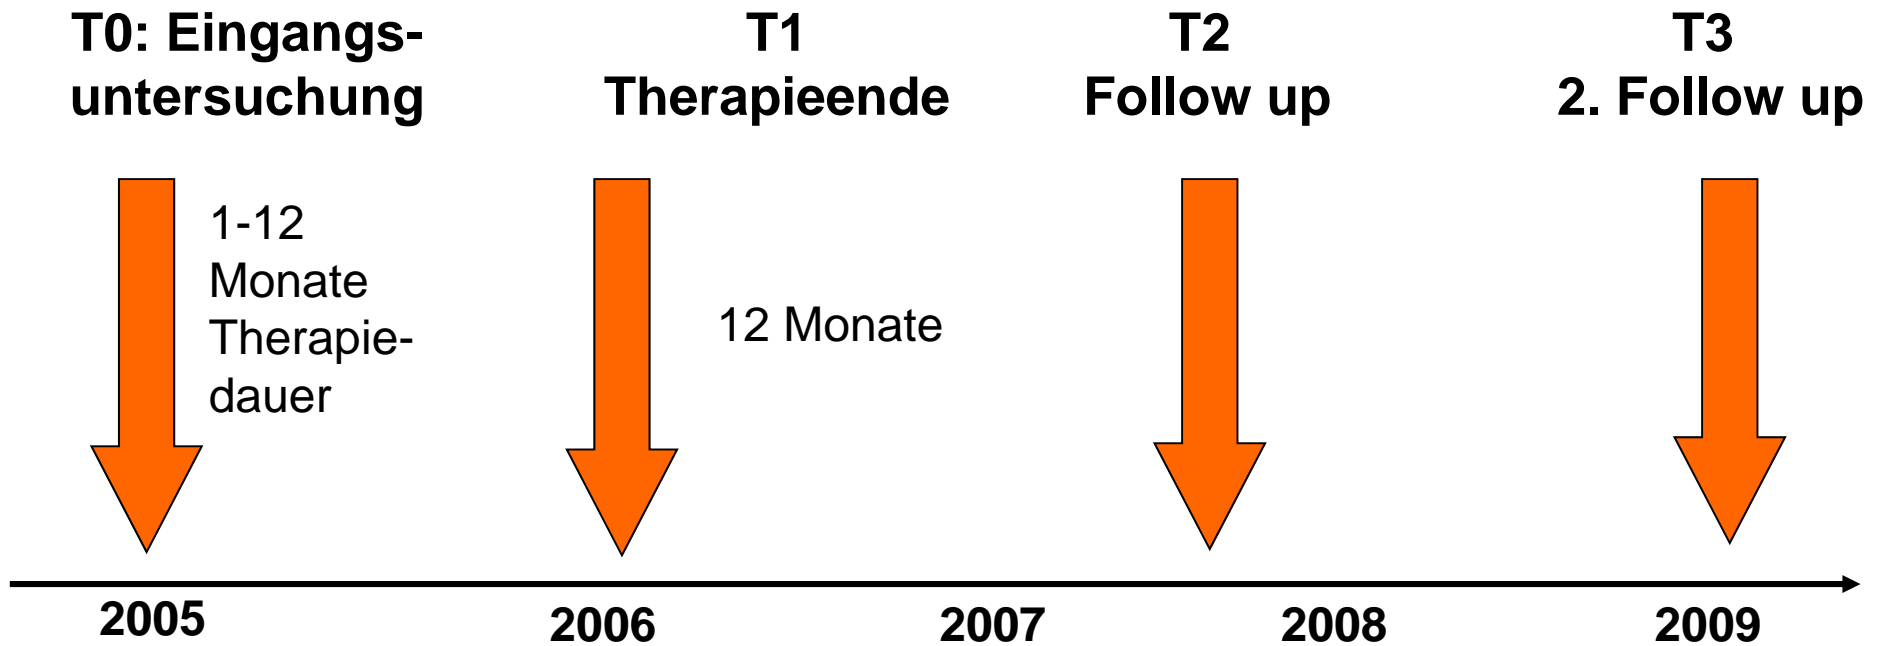 T0: Eingangs-
untersuchung
T1
Therapieende
T2
Follow up
T3
2. Follow up
1-12
Monate
Therapie-
dauer
12 Monate
2005
2006
2007
2008
2009